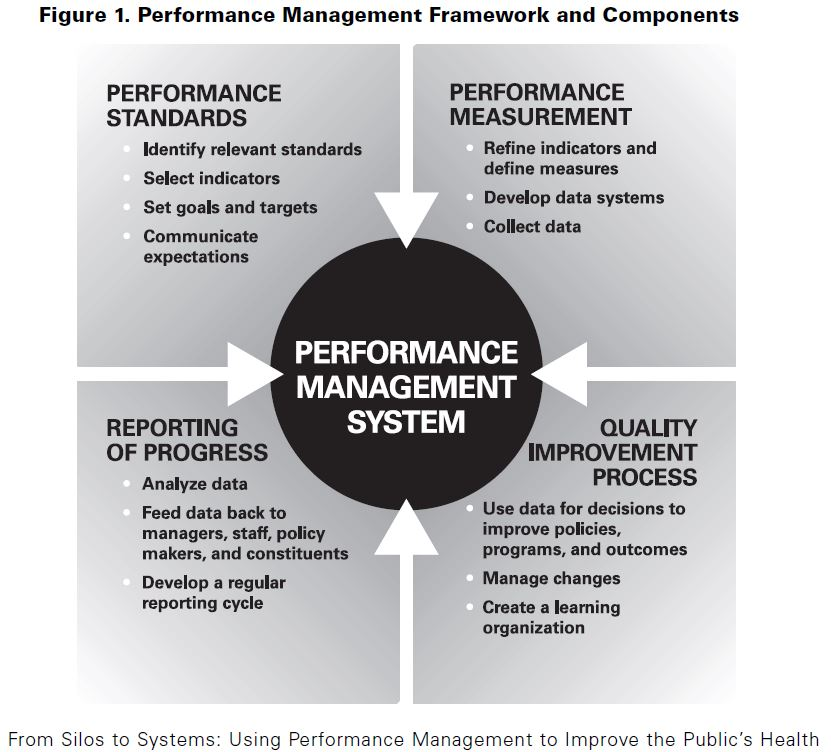 Figure 1. Performance Management Framework and Components
PERFORMANCE
STANDARDS
• Identify relevant standards
• Select indicators
• Set goals and targets
• Communicate
expectations
PERFORMANCE
MEASUREMENT
• Refine indicators and
define measures
• Develop data systems
• Collect data
PERFORMANCE
MANAGEMENT
SYSTEM
REPORTING
OF PROGRESS
• Analyze data
• Feed data back to
managers, staff, policy
makers, and constituents
• Develop a regular
reporting cycle
QUALITY
IMPROVEMENT
PROCESS
• Use data for decisions to
improve policies,
programs, and outcomes
• Manage changes
• Create a learning
organization
From Silos to Systems: Using Performance Management to Improve the Public's Health